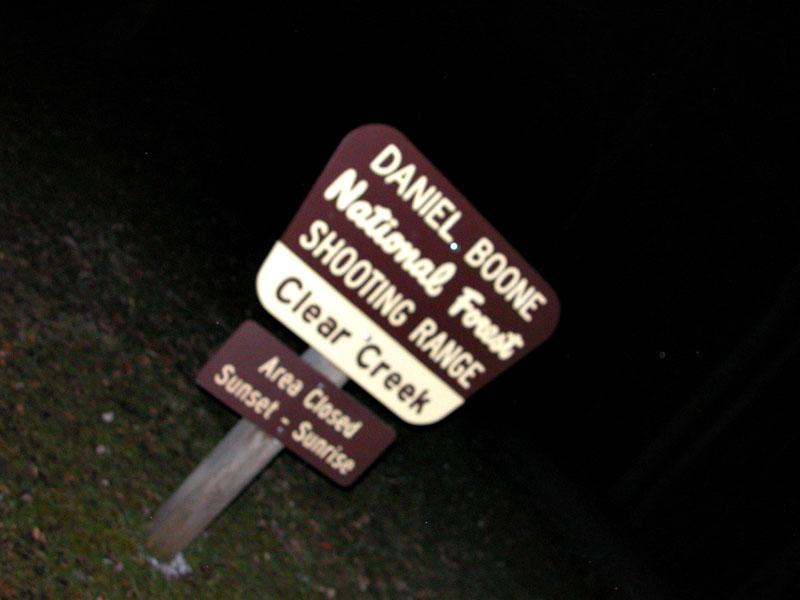 DANIEL BOONE
National Forest
SHOOTING RANGE
Clear Creek
Area Closed
Sunset - Sunrise